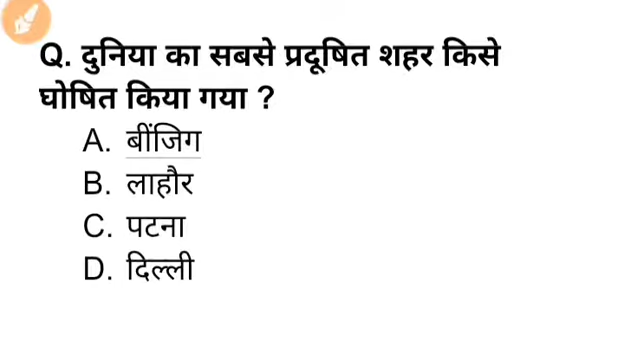 Q. दुनिया का सबसे प्रदूषित शहर किसे
घोषित किया गया ?
A. बींजिग
B. लाहौर
C. पटना
D. दिल्ली